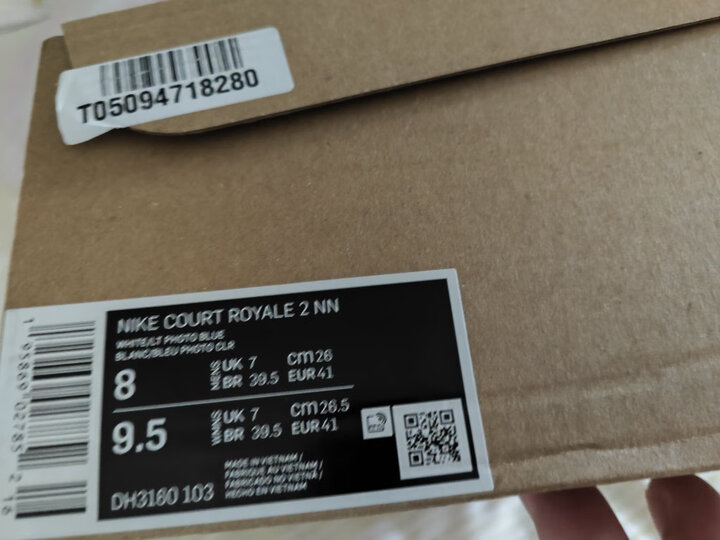 T05094718280
NIKE COURT ROYALE 2 NN
WHITE/LT PHOTO BLUE
BLANC/BLEU PHOTO CLR
8 MENS UK 7 CM 26
BR 39.5 EUR 41
9.5 WMNS UK 7 CM 26.5
BR 39.5 EUR 41
MADE IN VIETNAM /
FABRIQUÉ AU VIETNAM /
FABRICADO NO VIETNÃ /
HECHO EN VIETNAM
DH3160 103